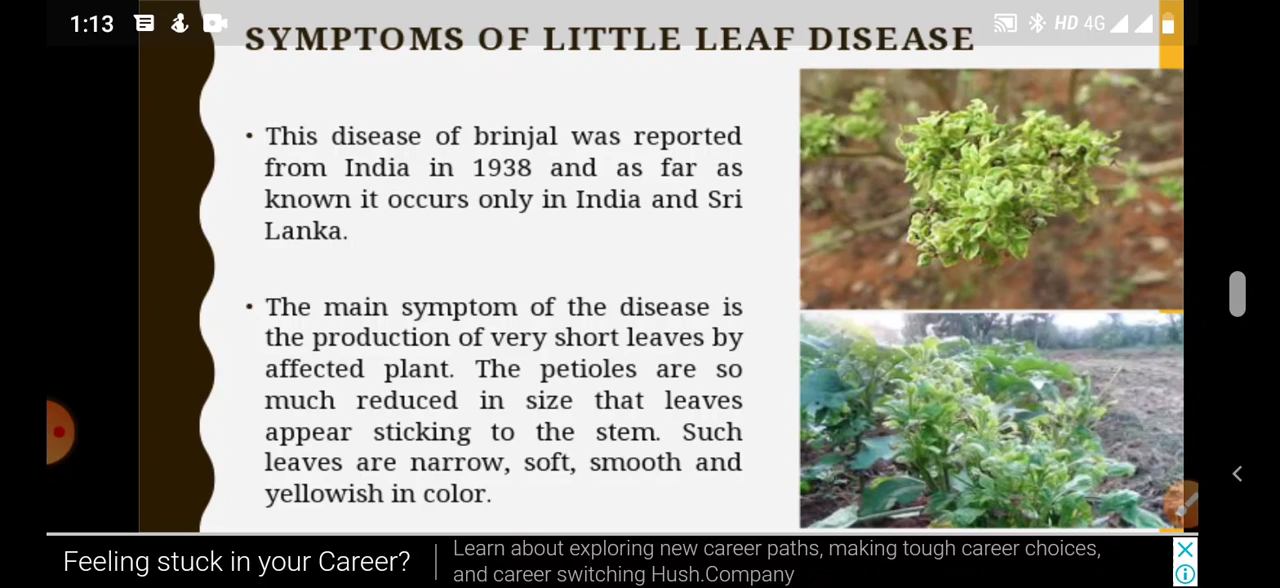 1:13 HD 4G
SYMPTOMS OF LITTLE LEAF DISEASE
• This disease of brinjal was reported
from India in 1938 and as far as
known it occurs only in India and Sri
Lanka.
• The main symptom of the disease is
the production of very short leaves by
affected plant. The petioles are so
much reduced in size that leaves
appear sticking to the stem. Such
leaves are narrow, soft, smooth and
yellowish in color.
Feeling stuck in your Career?
Learn about exploring new career paths, making tough career choices,
and career switching Hush.Company